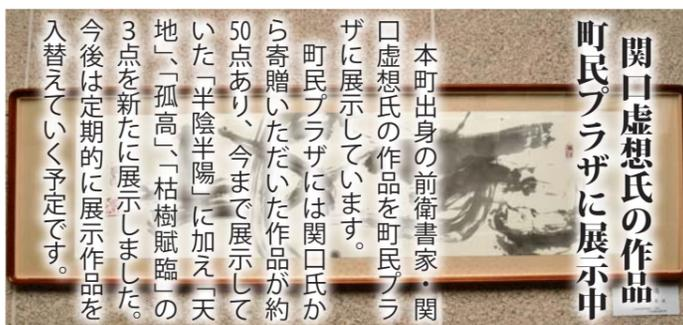 関口虚想氏の作品
町民プラザに展示中
本町出身の前衛書家・関
口虚想氏の作品を町民プラ
ザに展示しています。
町民プラザには関口氏か
ら寄贈いただいた作品が約
50点あり、今まで展示して
いた「半陰半陽」に加え「天
地」、「孤高」、「枯樹賦臨」の
3点を新たに展示しました。
今後は定期的に展示作品を
入替えていく予定です。